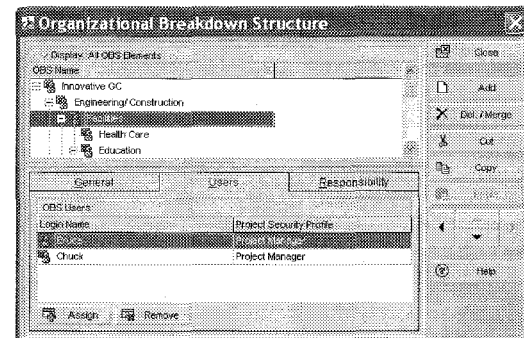 Organizational Breakdown Structure
Display: All OBS Elements
OBS Name
Innovative GC
Engineering/Construction
Health Care
Education
General Users Responsibility
OBS Users
Login Name Project Security Profile
Project Manager
Chuck Project Manager
Assign Remove
Close
Add
Del. / Merge
Cut
Copy
Help